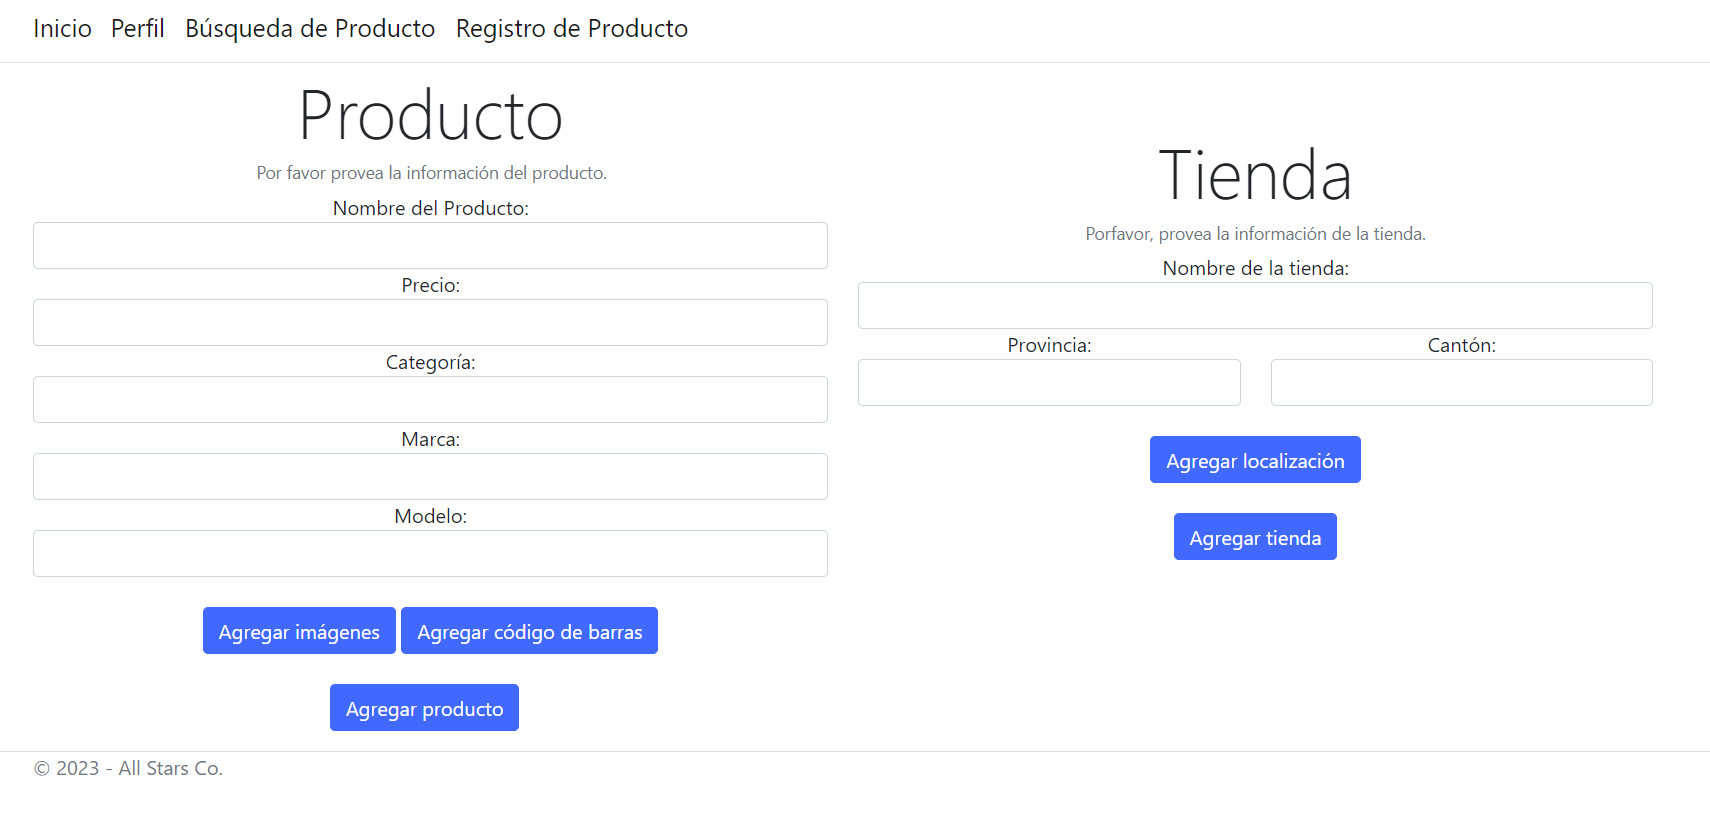 Inicio Perfil Búsqueda de Producto Registro de Producto
Producto
Por favor provea la información del producto.
Nombre del Producto:
Precio:
Categoría:
Marca:
Modelo:
Agregar imágenes Agregar código de barras
Agregar producto
Tienda
Porfavor, provea la información de la tienda.
Nombre de la tienda:
Provincia: Cantón:
Agregar localización
Agregar tienda
© 2023 - All Stars Co.